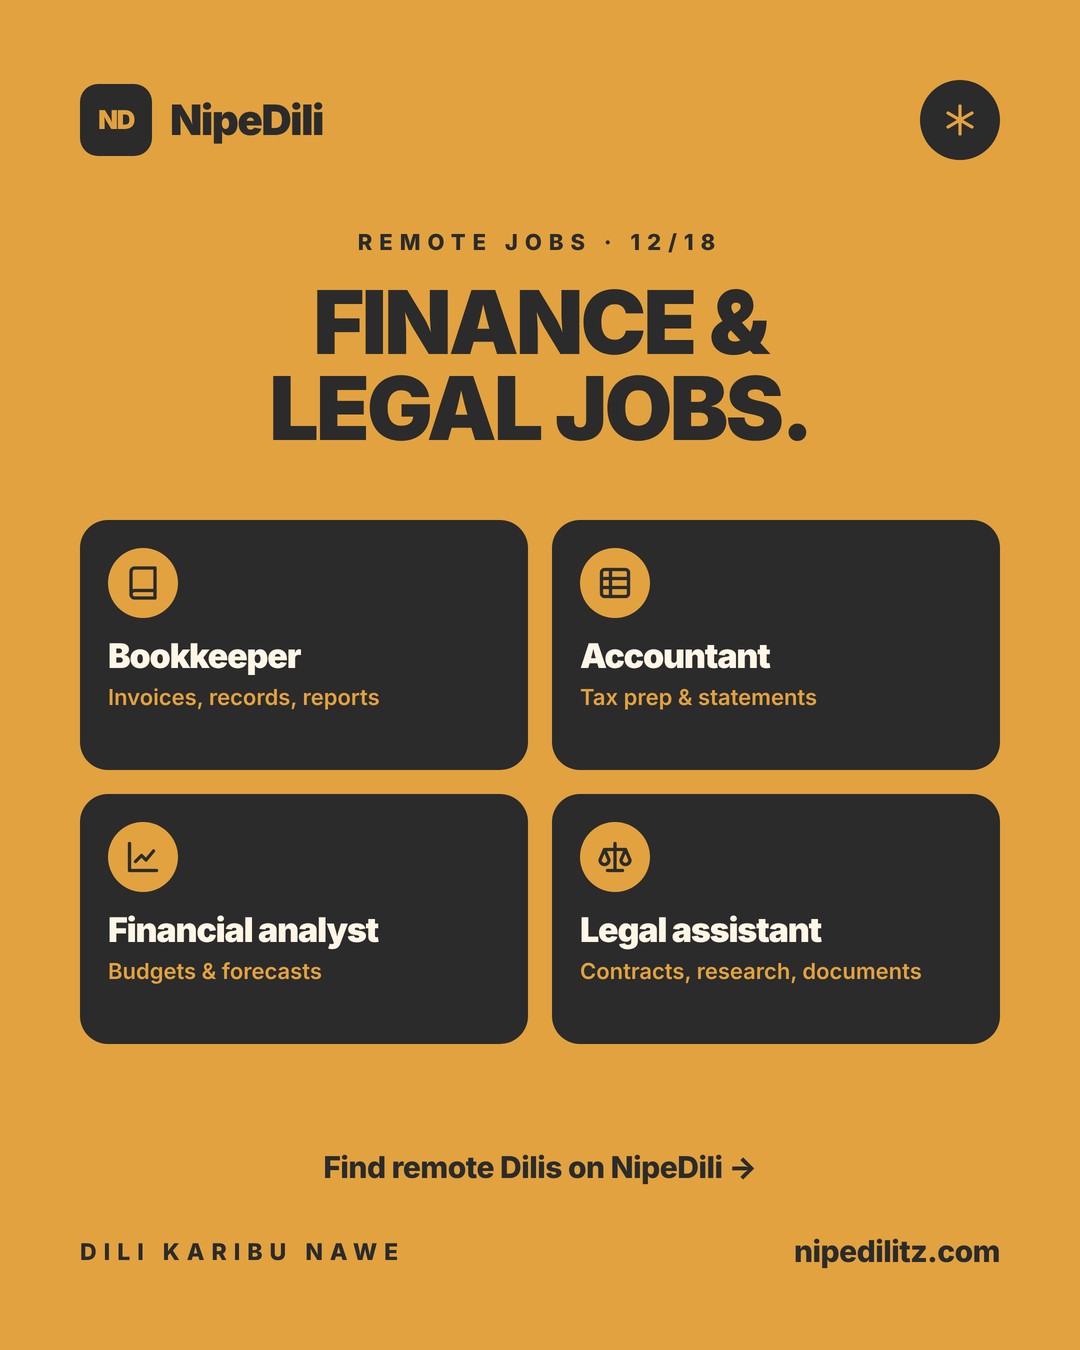 ND NipeDili
REMOTE JOBS · 12/18
FINANCE &
LEGAL JOBS.
Bookkeeper
Invoices, records, reports
Accountant
Tax prep & statements
Financial analyst
Budgets & forecasts
Legal assistant
Contracts, research, documents
Find remote Dilis on NipeDili →
DILI KARIBU NAWE
nipedilitz.com